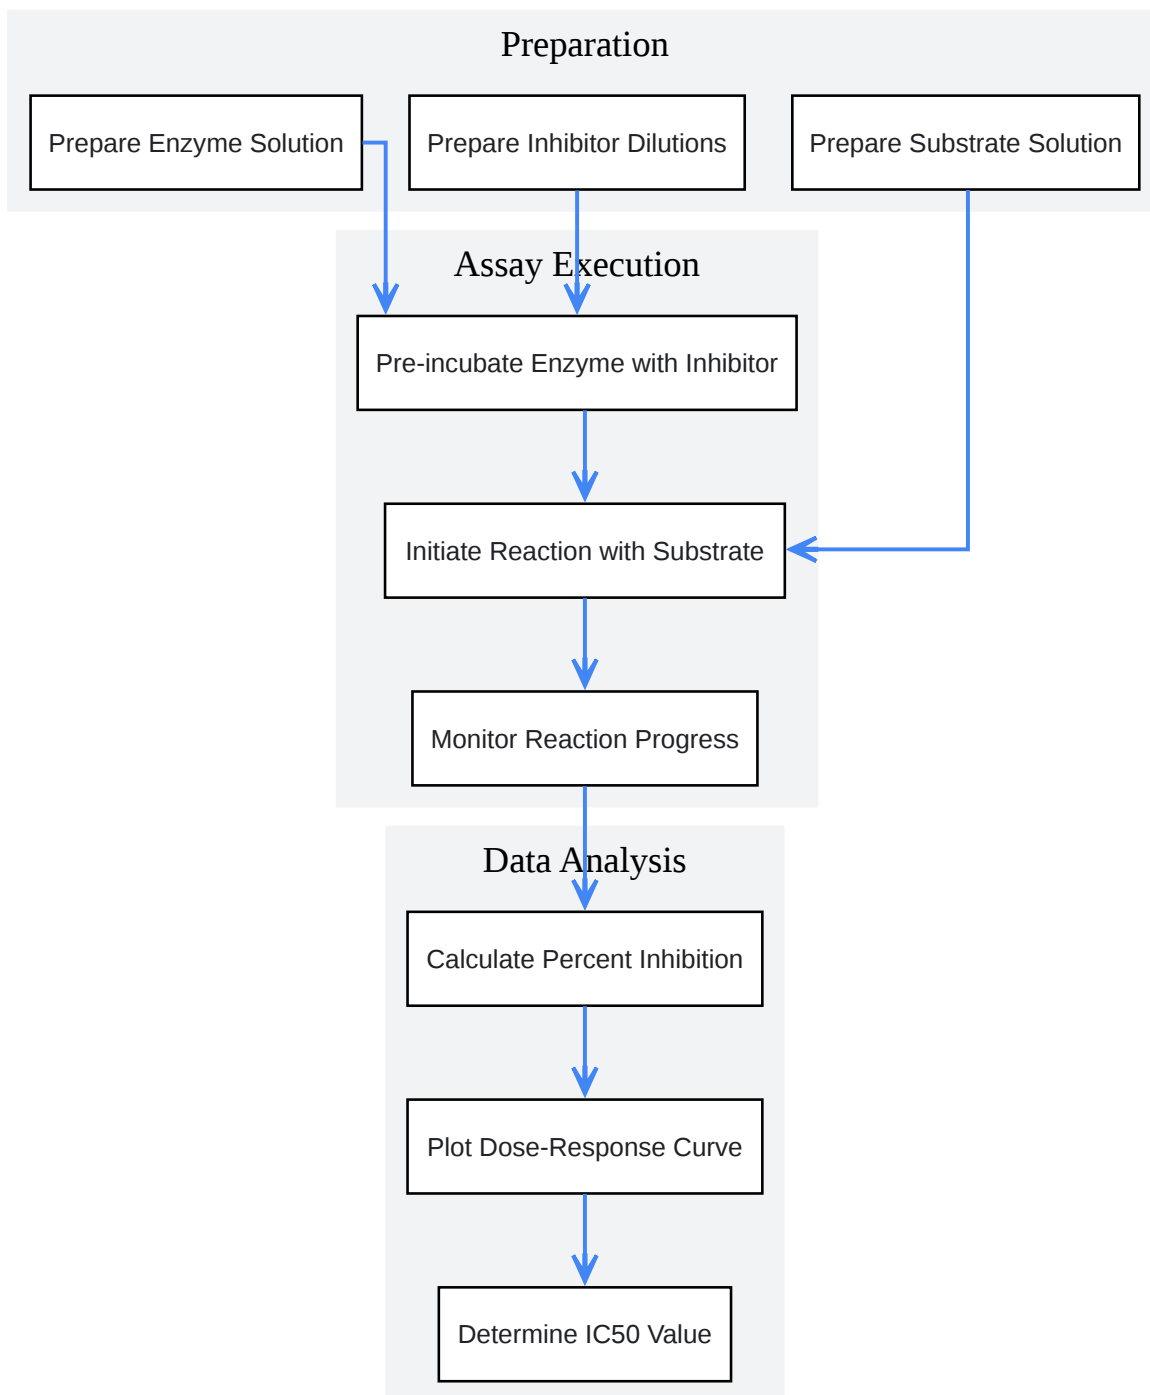 Preparation
Prepare Enzyme Solution
Prepare Inhibitor Dilutions
Prepare Substrate Solution
Assay Execution
Pre-incubate Enzyme with Inhibitor
Initiate Reaction with Substrate
Monitor Reaction Progress
Data Analysis
Calculate Percent Inhibition
Plot Dose-Response Curve
Determine IC50 Value